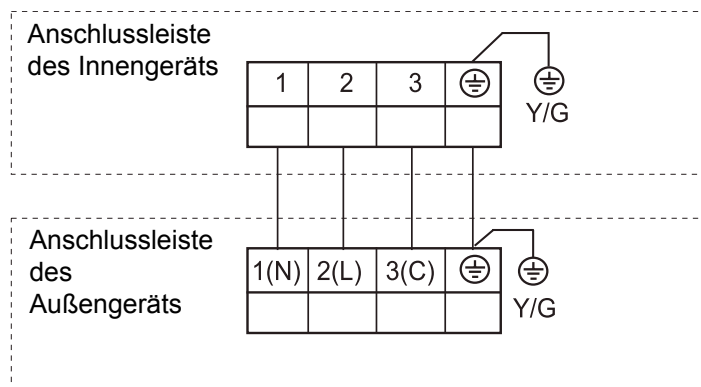 Anschlussleiste
des Innengeräts
1 2 3
Y/G
Anschlussleiste
des
Außengeräts
1(N) 2(L) 3(C)
Y/G